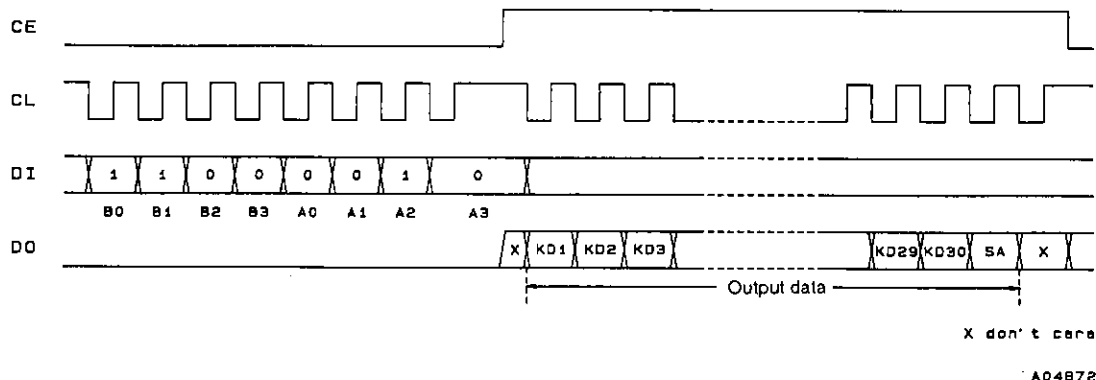 CE
CL
DI 1 1 0 0 0 0 1 0
B0 B1 B2 B3 A0 A1 A2 A3
DO X KD1 KD2 KD3 KD29 KD30 SA X
Output data
X don't care
A04872